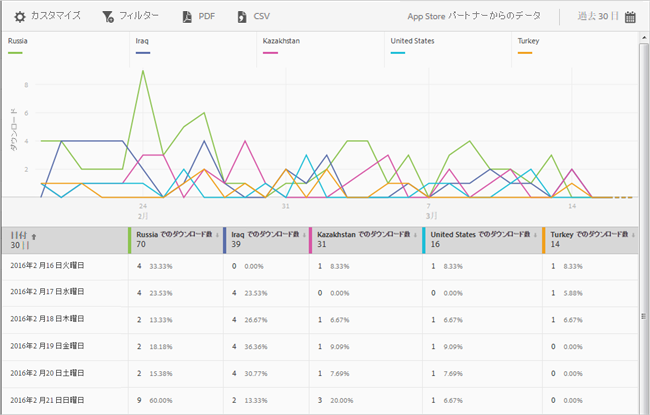 カスタマイズ フィルター PDF CSV App Store パートナーからのデータ 過去 30 日
Russia Iraq Kazakhstan United States Turkey
ダウンロード
8
6
4
2
24 31 7 14
2月 3月
日付 Russia でのダウンロード数 Iraq でのダウンロード数 Kazakhstan でのダウンロード数 United States でのダウンロード数 Turkey でのダウンロード数
30 日 70 39 31 16 14
2016年2 月16 日火曜日 4 33.33% 0 0.00% 1 8.33% 1 8.33% 1 8.33%
2016年2 月17 日水曜日 4 23.53% 4 23.53% 0 0.00% 0 0.00% 1 5.88%
2016年2 月18 日木曜日 2 13.33% 4 26.67% 1 6.67% 1 6.67% 1 6.67%
2016年2 月19 日金曜日 2 18.18% 4 36.36% 1 9.09% 1 9.09% 0 0.00%
2016年2 月20 日土曜日 2 15.38% 4 30.77% 1 7.69% 1 7.69% 0 0.00%
2016年2 月21 日日曜日 9 60.00% 2 13.33% 3 20.00% 1 6.67% 0 0.00%